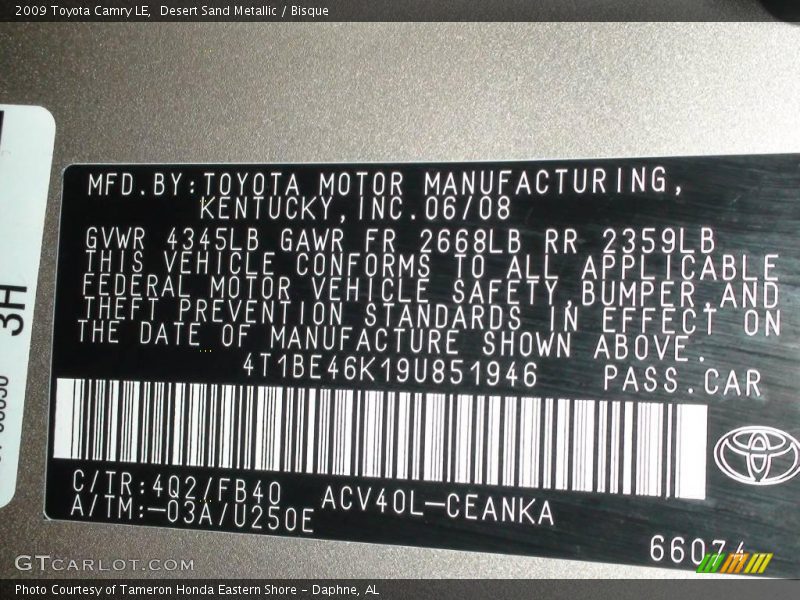 2009 Toyota Camry LE, Desert Sand Metallic / Bisque
3H
MFD.BY:TOYOTA MOTOR MANUFACTURING,
KENTUCKY,INC.06/08
GVWR 4345LB GAWR FR 2668LB RR 2359LB
THIS VEHICLE CONFORMS TO ALL APPLICABLE
FEDERAL MOTOR VEHICLE SAFETY,BUMPER,AND
THEFT PREVENTION STANDARDS IN EFFECT ON
THE DATE OF MANUFACTURE SHOWN ABOVE.
4T1BE46K19U851946 PASS.CAR
C/TR:4Q2/FB40 ACV40L-CEANKA
A/TM:-03A/U250E
66074
GTCARLOT.COM
Photo Courtesy of Tameron Honda Eastern Shore - Daphne, AL